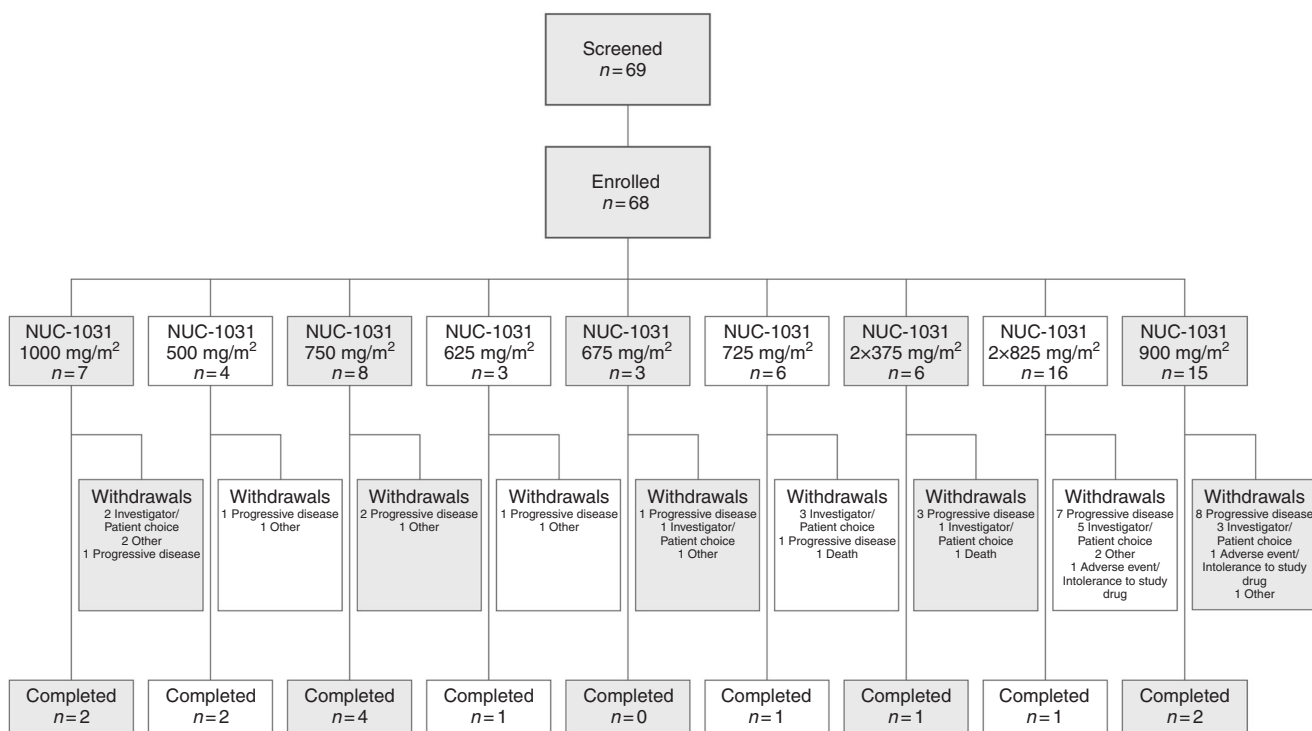 Screened
n=69
Enrolled
n=68
NUC-1031
1000 mg/m²
n=7
NUC-1031
500 mg/m²
n=4
NUC-1031
750 mg/m²
n=8
NUC-1031
625 mg/m²
n=3
NUC-1031
675 mg/m²
n=3
NUC-1031
725 mg/m²
n=6
NUC-1031
2×375 mg/m²
n=6
NUC-1031
2×825 mg/m²
n=16
NUC-1031
900 mg/m²
n=15
Withdrawals
2 Investigator/
Patient choice
2 Other
1 Progressive disease
Withdrawals
1 Progressive disease
1 Other
Withdrawals
2 Progressive disease
1 Other
Withdrawals
1 Progressive disease
1 Other
Withdrawals
1 Progressive disease
1 Investigator/
Patient choice
1 Other
Withdrawals
3 Investigator/
Patient choice
1 Progressive disease
1 Death
Withdrawals
3 Progressive disease
1 Investigator/
Patient choice
1 Death
Withdrawals
7 Progressive disease
5 Investigator/
Patient choice
2 Other
1 Adverse event/
Intolerance to study
drug
Withdrawals
8 Progressive disease
3 Investigator/
Patient choice
1 Adverse event/
Intolerance to study
drug
1 Other
Completed
n=2
Completed
n=2
Completed
n=4
Completed
n=1
Completed
n=0
Completed
n=1
Completed
n=1
Completed
n=1
Completed
n=2